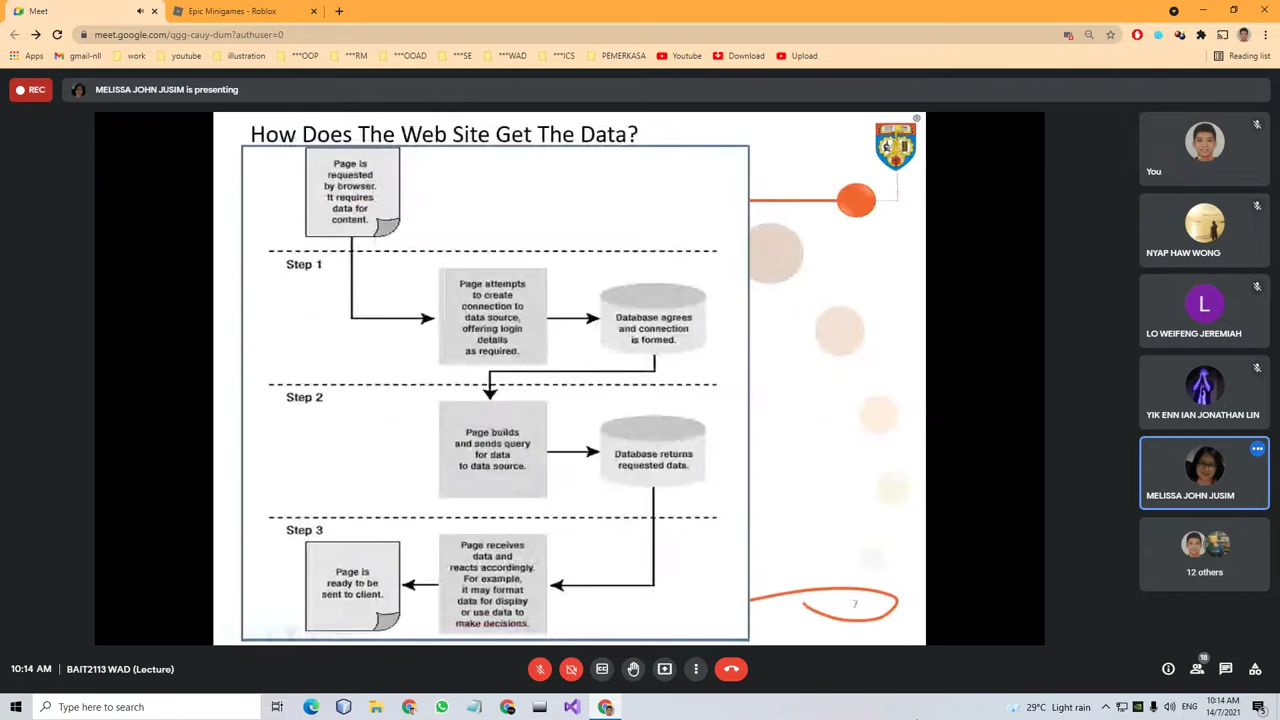 Meet
Epic Minigames - Roblox
meet.google.com/qgg-cauy-dum?authuser=0
Apps
gmail-nll
work
youtube
illustration
***OOP
***RM
***OOAD
***SE
***WAD
***ICS
PEMERKASA
Youtube
Download
Upload
Reading list
REC
MELISSA JOHN JUSIM is presenting
How Does The Web Site Get The Data?
Page is
requested
by browser.
It requires
data for
content.
Step 1
Page attempts
to create
connection to
data source,
offering login
details
as required.
Database agrees
and connection
is formed.
Step 2
Page builds
and sends query
for data
to data source.
Database returns
requested data.
Step 3
Page is
ready to be
sent to client.
Page receives
data and
reacts accordingly.
For example,
it may format
data for display
or use data to
make decisions.
7
You
NYAP HAW WONG
L
LO WEIFENG JEREMIAH
YIK ENN IAN JONATHAN LIN
MELISSA JOHN JUSIM
12 others
10:14 AM | BAIT2113 WAD (Lecture)
18
Type here to search
29°C Light rain
ENG
10:14 AM
14/7/2021
5